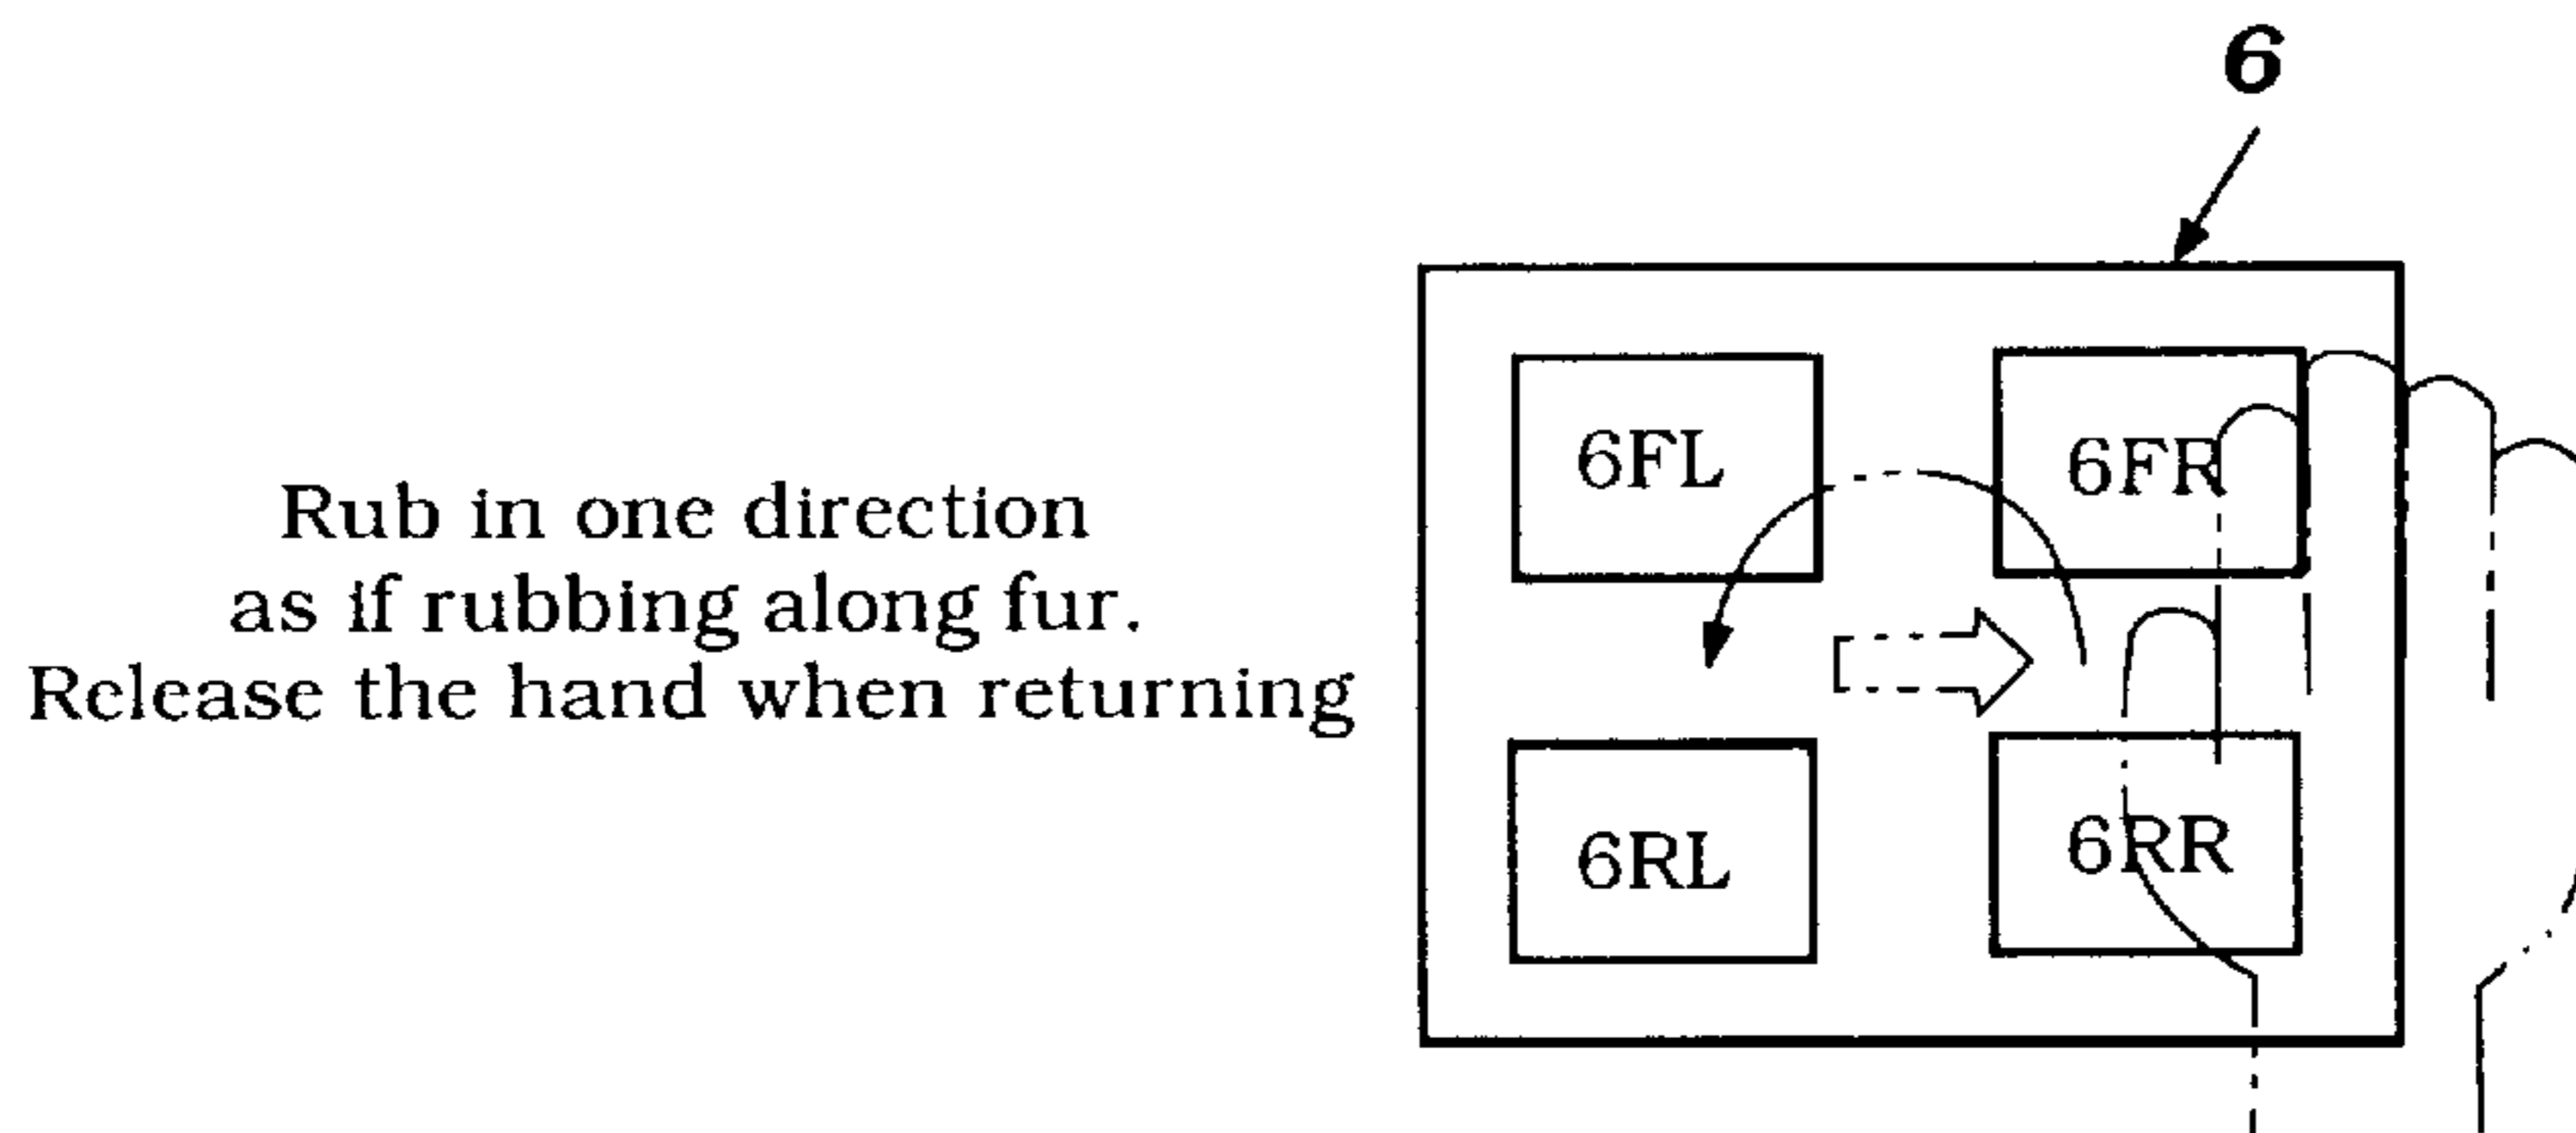 6
6FL 6FR
Rub in one direction
as if rubbing along fur.
Release the hand when returning
6RL 6RR